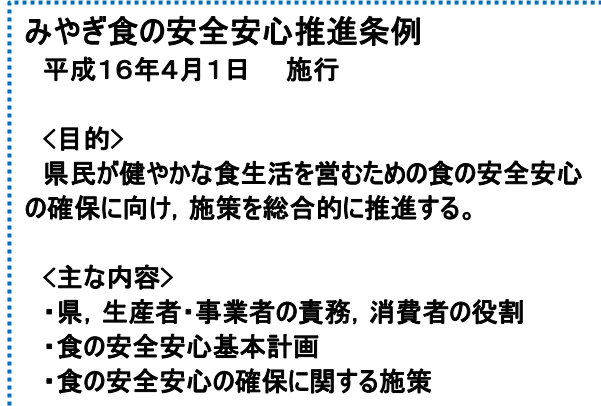 みやぎ食の安全安心推進条例
平成16年4月1日　施行
<目的>
県民が健やかな食生活を営むための食の安全安心
の確保に向け，施策を総合的に推進する。
<主な内容>
・県，生産者・事業者の責務，消費者の役割
・食の安全安心基本計画
・食の安全安心の確保に関する施策